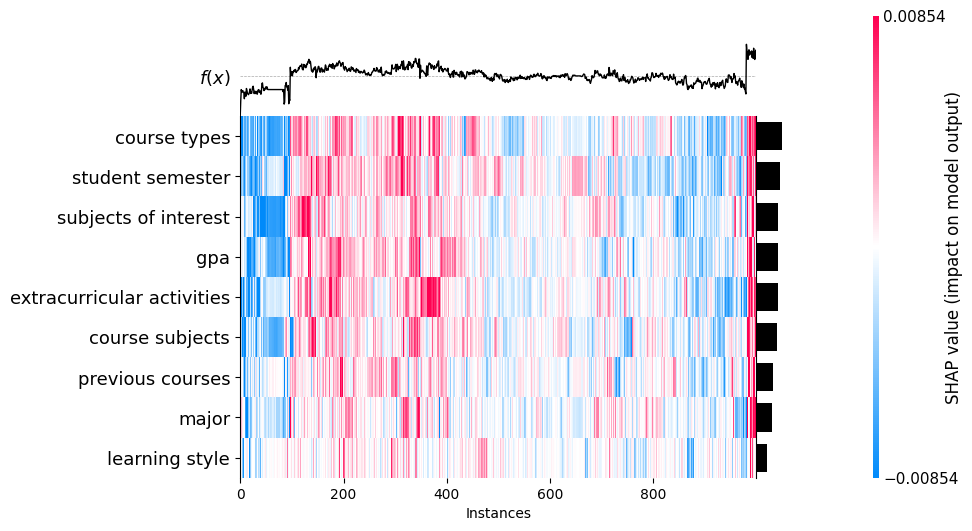 0.00854
f(x)
course types
student semester
subjects of interest
gpa
extracurricular activities
course subjects
previous courses
major
learning style
0 200 400 600 800
Instances
SHAP value (impact on model output)
−0.00854